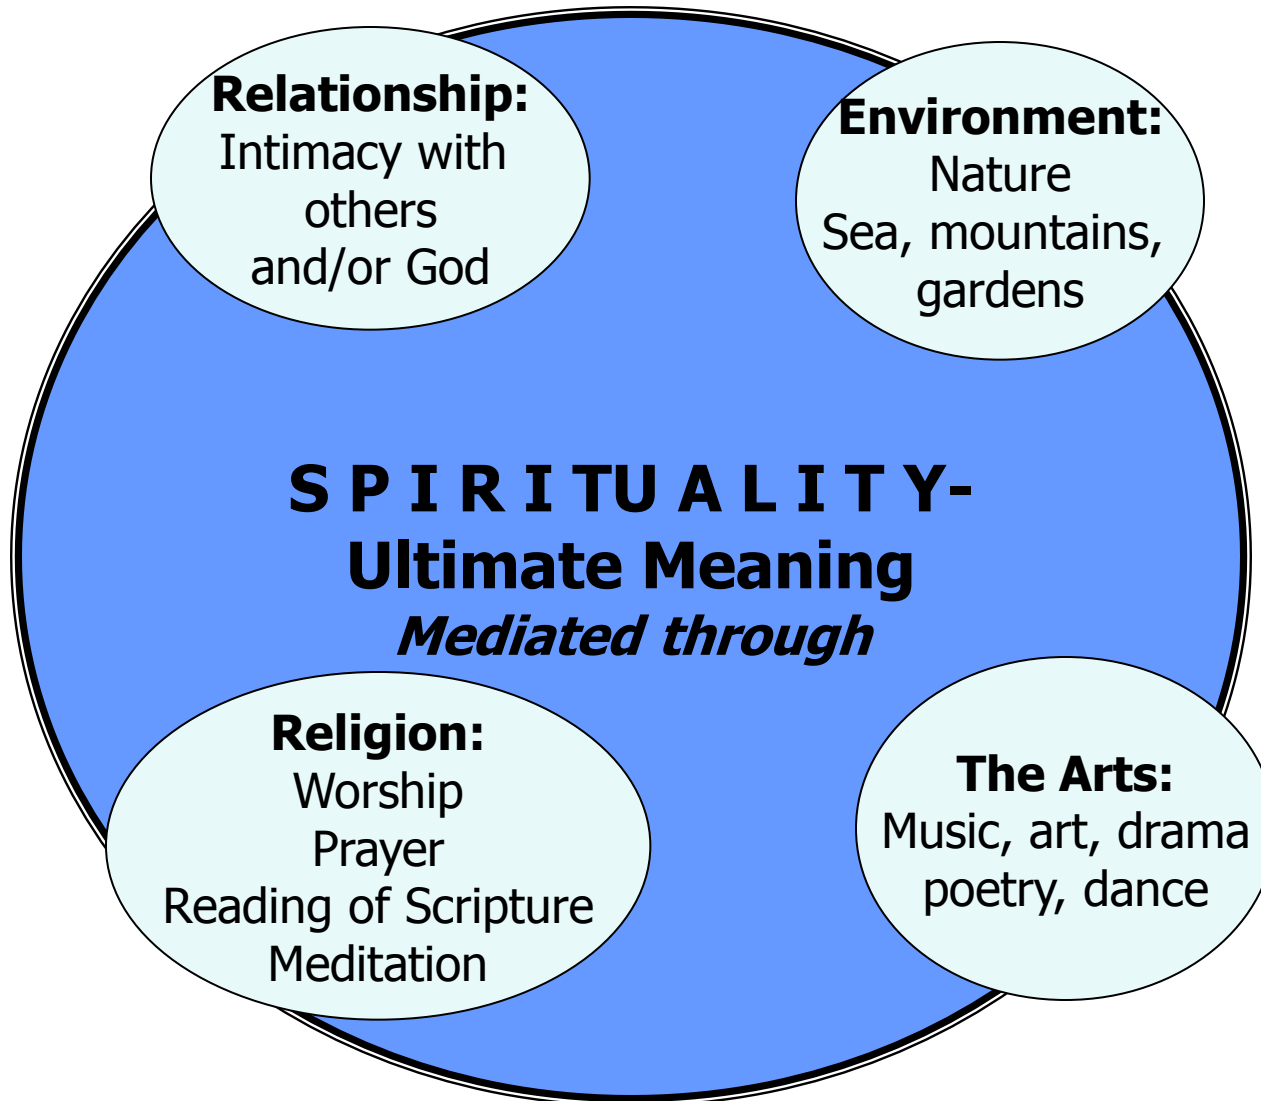 Relationship:
Intimacy with
others
and/or God
Environment:
Nature
Sea, mountains,
gardens
S P I R I TU A L I T Y-
Ultimate Meaning
Mediated through
Religion:
Worship
Prayer
Reading of Scripture
Meditation
The Arts:
Music, art, drama
poetry, dance